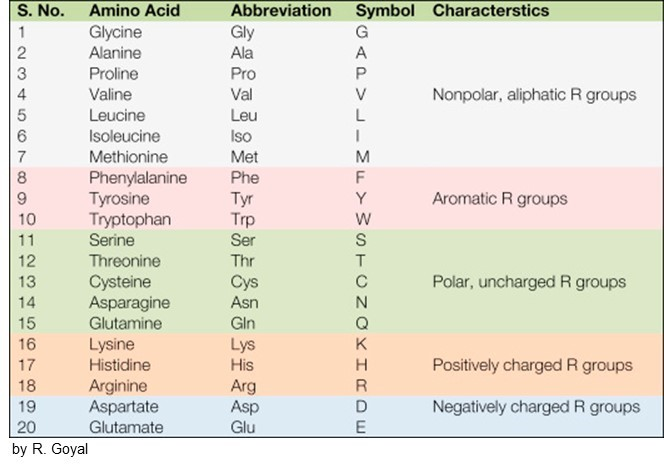 S. No. Amino Acid Abbreviation Symbol Characterstics
1 Glycine Gly G
2 Alanine Ala A
3 Proline Pro P
4 Valine Val V Nonpolar, aliphatic R groups
5 Leucine Leu L
6 Isoleucine Iso I
7 Methionine Met M
8 Phenylalanine Phe F
9 Tyrosine Tyr Y Aromatic R groups
10 Tryptophan Trp W
11 Serine Ser S
12 Threonine Thr T
13 Cysteine Cys C Polar, uncharged R groups
14 Asparagine Asn N
15 Glutamine Gln Q
16 Lysine Lys K
17 Histidine His H Positively charged R groups
18 Arginine Arg R
19 Aspartate Asp D Negatively charged R groups
20 Glutamate Glu E
by R. Goyal